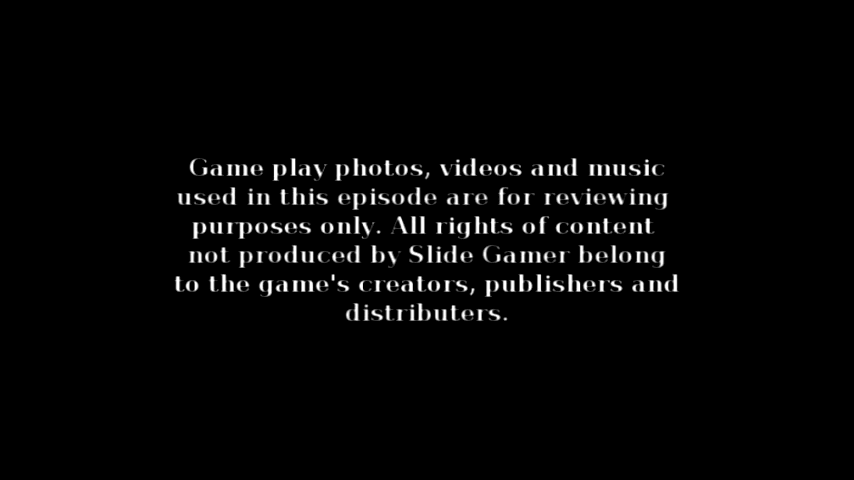 Game play photos, videos and music
used in this episode are for reviewing
purposes only. All rights of content
not produced by Slide Gamer belong
to the game's creators, publishers and
distributers.